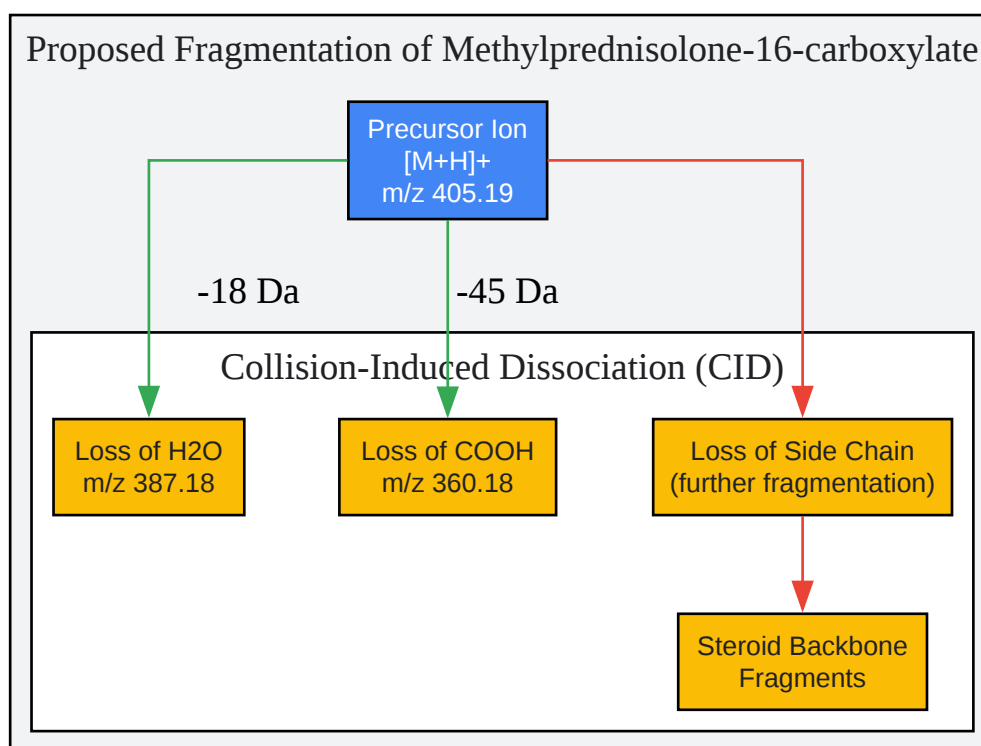 Proposed Fragmentation of Methylprednisolone-16-carboxylate
Precursor Ion
[M+H]+
m/z 405.19
-18 Da
-45 Da
Collision-Induced Dissociation (CID)
Loss of H2O
m/z 387.18
Loss of COOH
m/z 360.18
Loss of Side Chain
(further fragmentation)
Steroid Backbone
Fragments